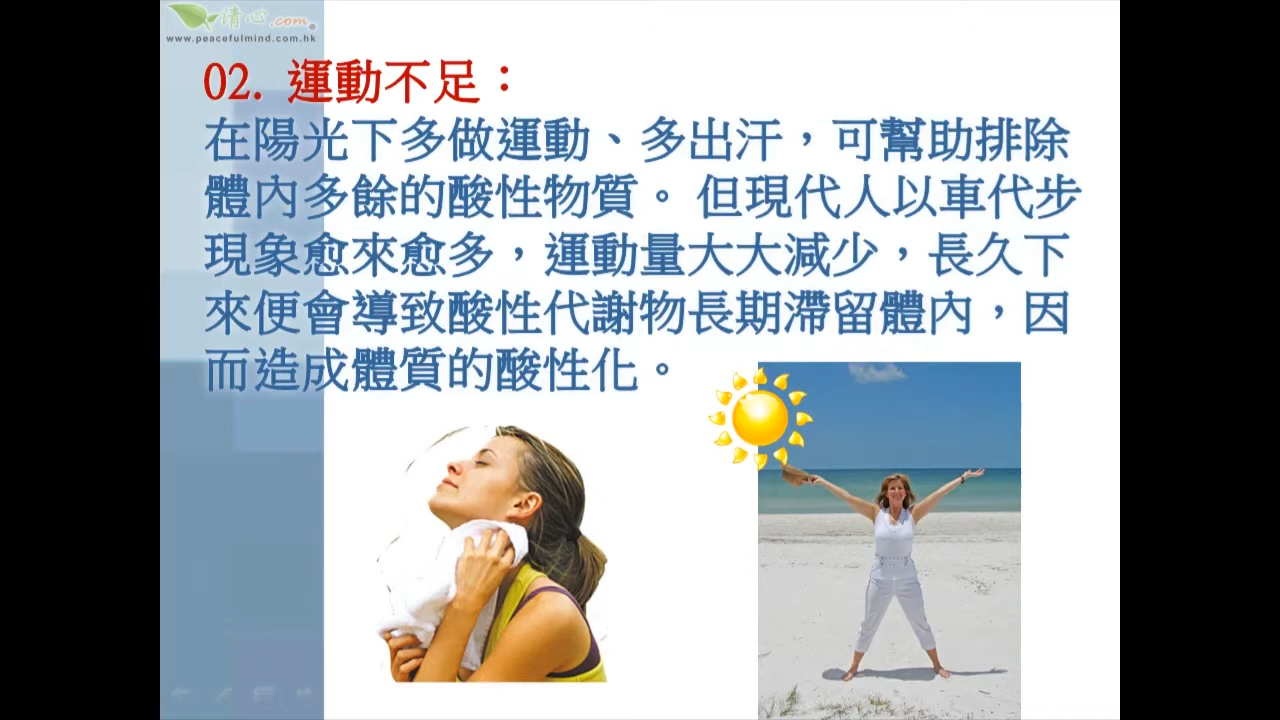 清心.com
www.peacefulmind.com.hk
02. 運動不足：
在陽光下多做運動、多出汗，可幫助排除
體內多餘的酸性物質。 但現代人以車代步
現象愈來愈多，運動量大大減少，長久下
來便會導致酸性代謝物長期滯留體內，因
而造成體質的酸性化。